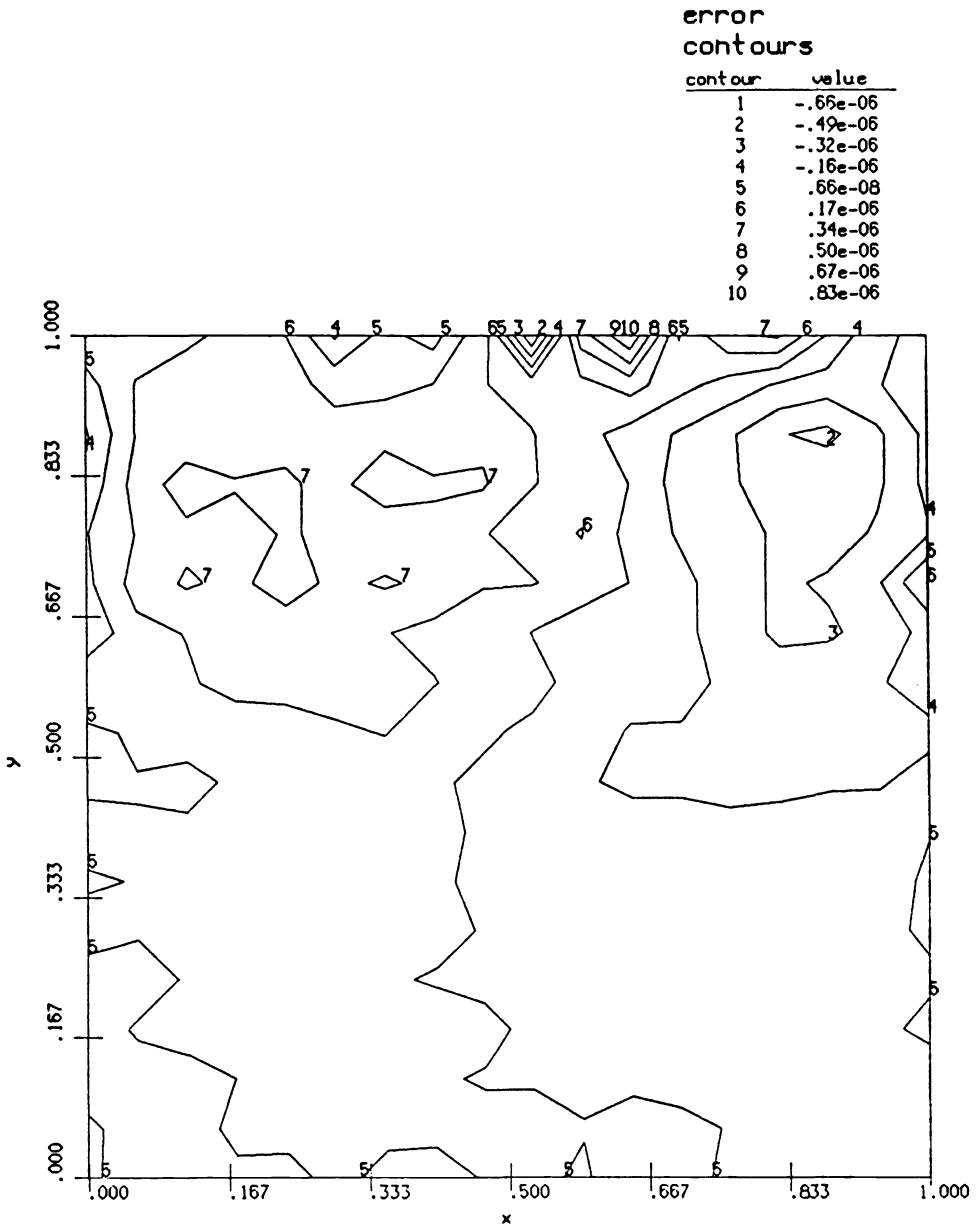 error
contours
contour value
1 -.66e-06
2 -.49e-06
3 -.32e-06
4 -.16e-06
5 .66e-08
6 .17e-06
7 .34e-06
8 .50e-06
9 .67e-06
10 .83e-06
6 4 5 5 65 3 2 4 7 910 8 65 7 6 4
1.000
5
4
2
.833
7 7
4
6
5
7 7 6
.667
3
4
5
.500
y
5
5
.333
5
5
.167
.000
5 5 5 5
.000 .167 .333 .500 .667 .833 1.000
x